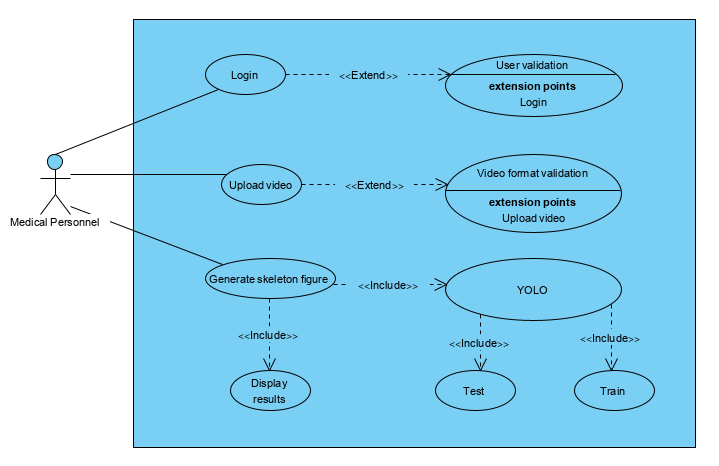 Login
<<Extend>>
User validation
extension points
Login
Medical Personnel
Upload video
<<Extend>>
Video format validation
extension points
Upload video
Generate skeleton figure
<<Include>>
YOLO
<<Include>>
<<Include>>
<<Include>>
Display
results
Test
Train